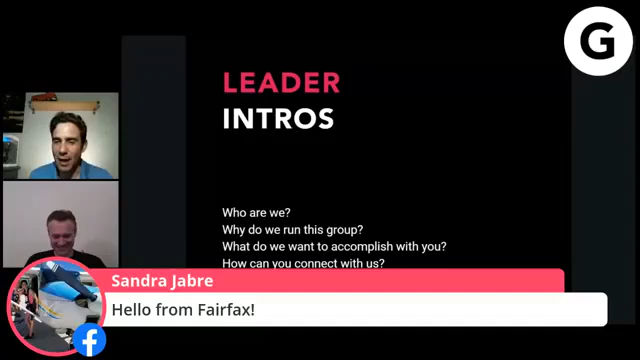 G
LEADER
INTROS
Who are we?
Why do we run this group?
What do we want to accomplish with you?
How can you connect with us?
Sandra Jabre
Hello from Fairfax!
f